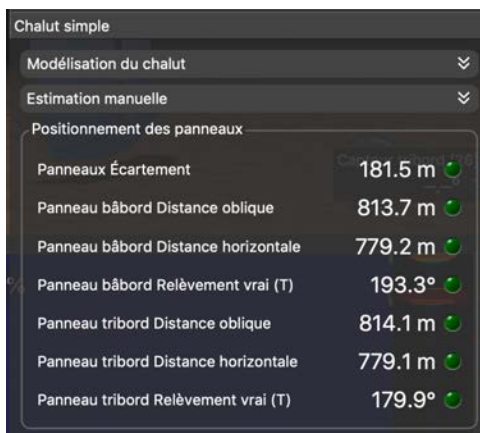 Chalut simple
Modélisation du chalut
Estimation manuelle
Positionnement des panneaux
Panneaux Écartement 181.5 m
Panneau bâbord Distance oblique 813.7 m
Panneau bâbord Distance horizontale 779.2 m
Panneau bâbord Relèvement vrai (T) 193.3°
%
Panneau tribord Distance oblique 814.1 m
Panneau tribord Distance horizontale 779.1 m
Panneau tribord Relèvement vrai (T) 179.9°